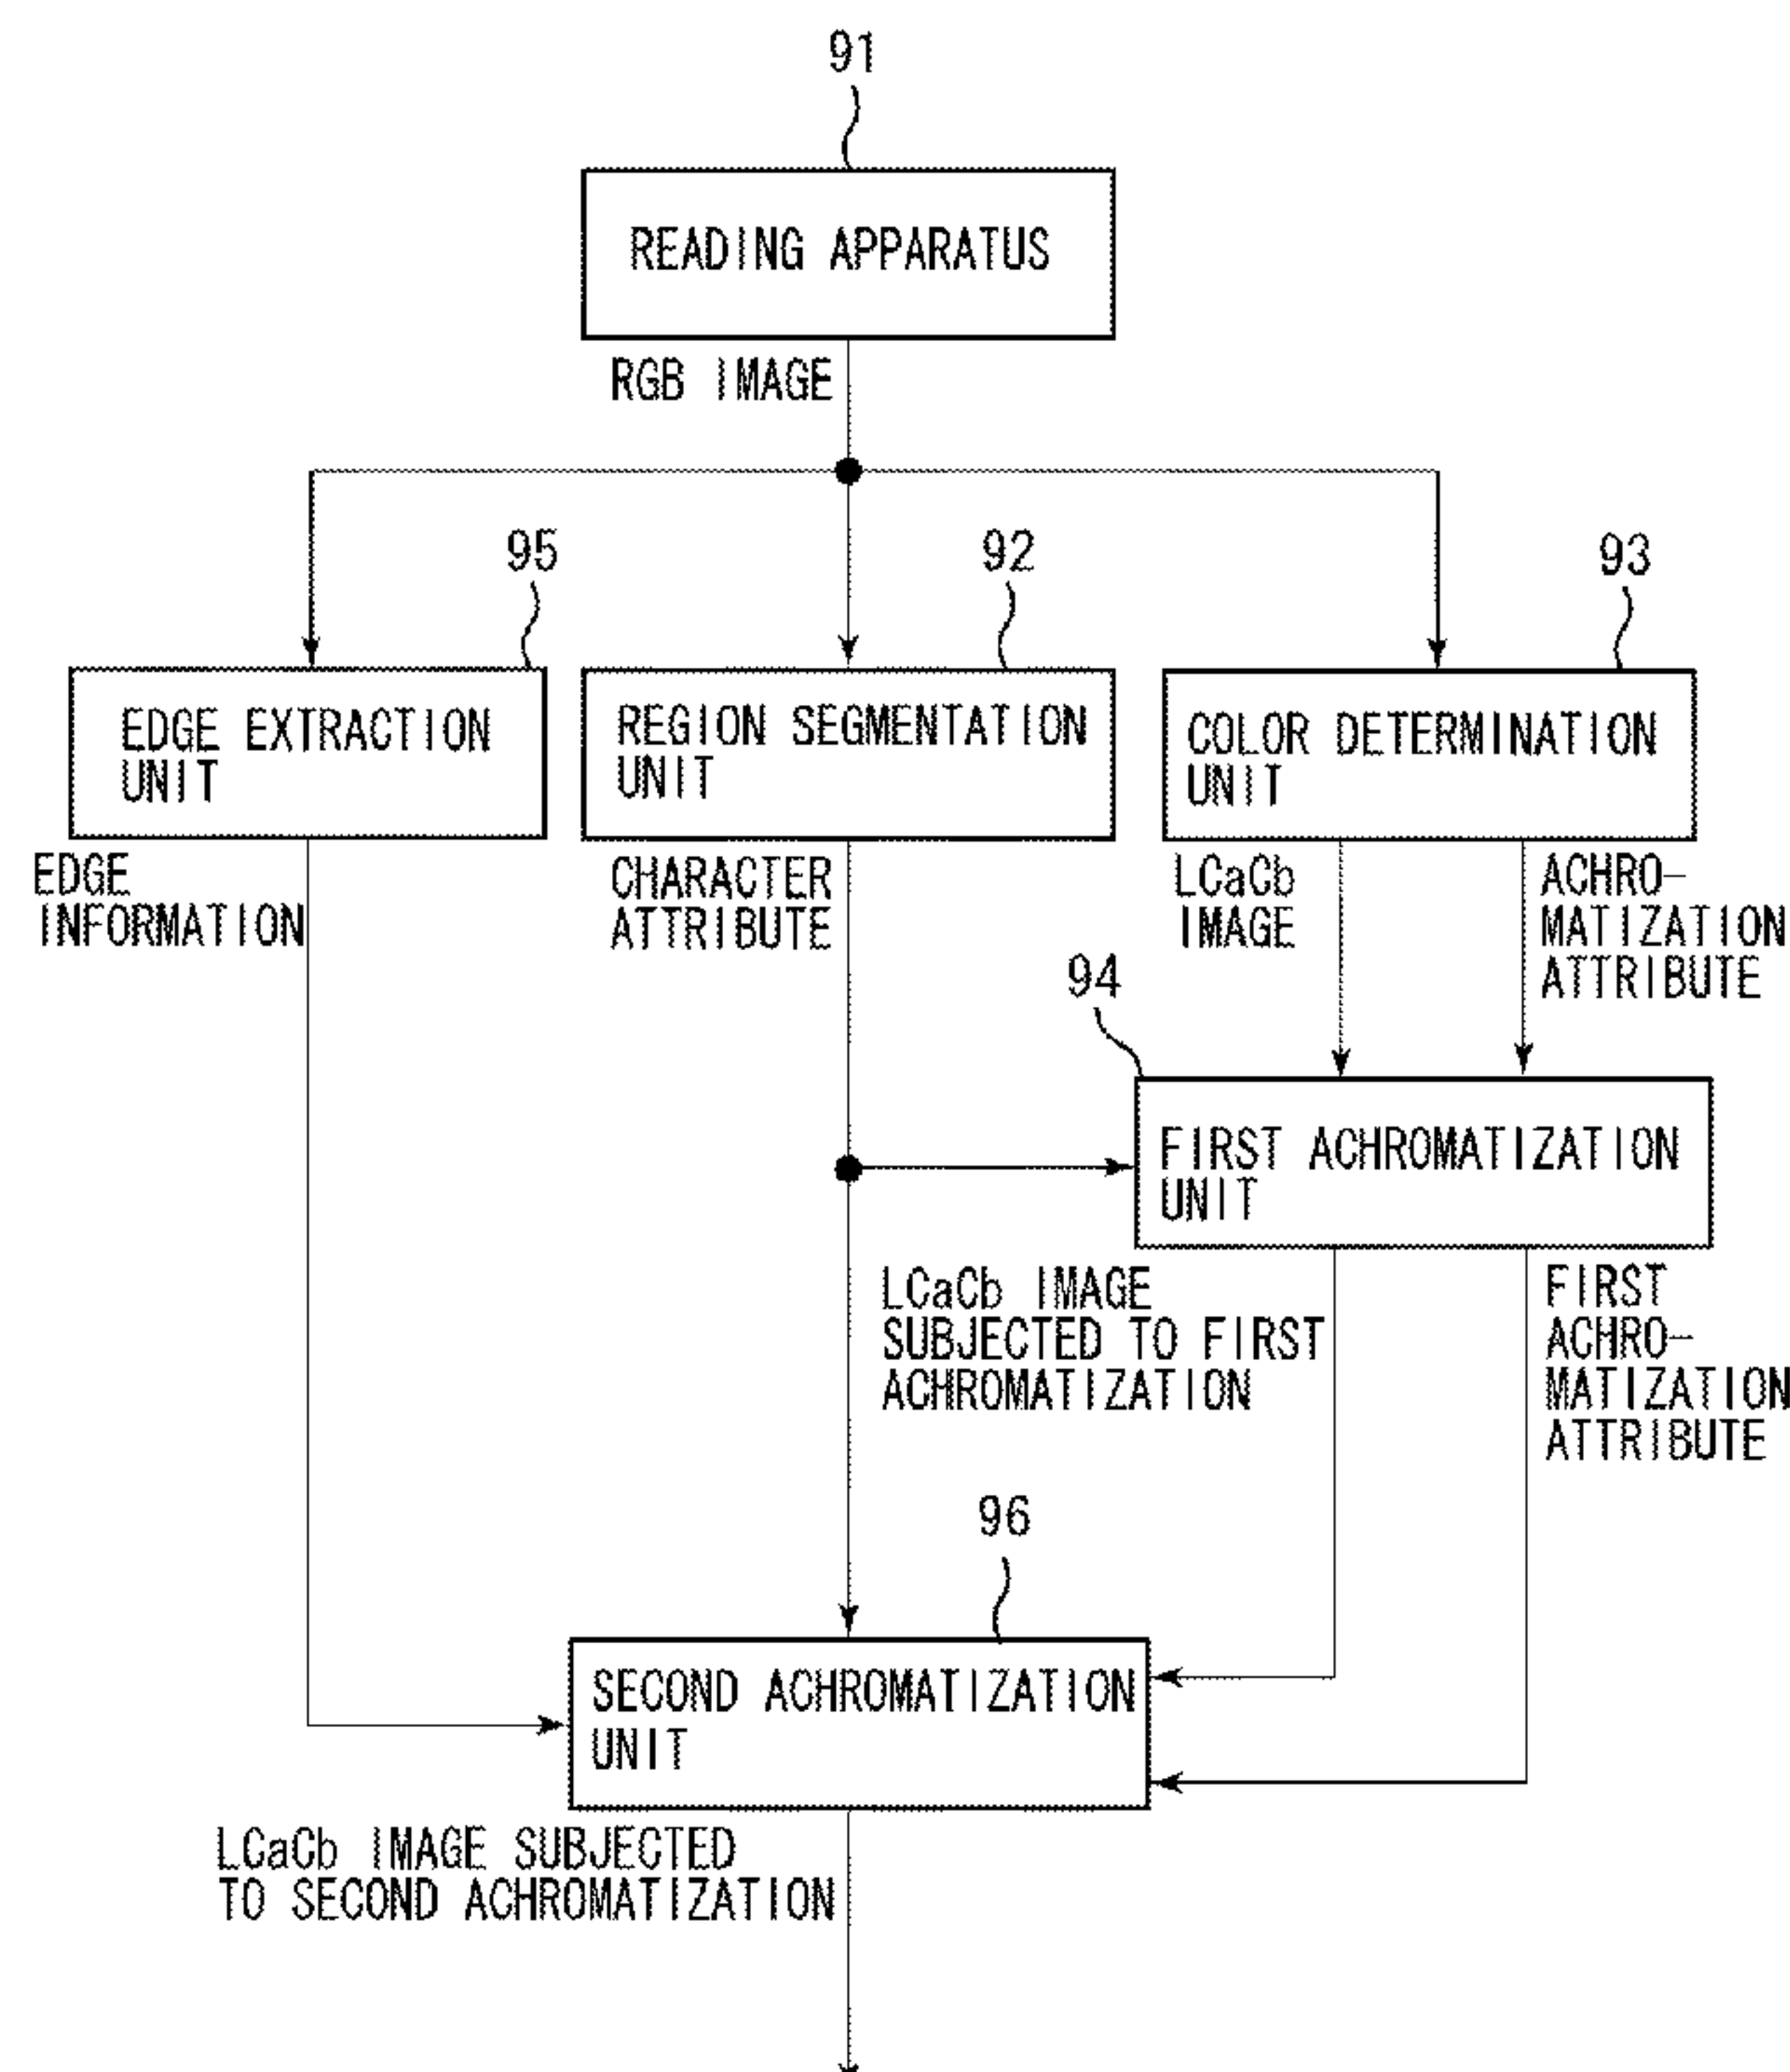 91
READING APPARATUS
RGB IMAGE
95
92
93
EDGE EXTRACTION
UNIT
REGION SEGMENTATION
UNIT
COLOR DETERMINATION
UNIT
EDGE
INFORMATION
CHARACTER
ATTRIBUTE
LCaCb
IMAGE
ACHRO-
MATIZATION
ATTRIBUTE
94
FIRST ACHROMATIZATION
UNIT
LCaCb IMAGE
SUBJECTED TO FIRST
ACHROMATIZATION
FIRST
ACHRO-
MATIZATION
ATTRIBUTE
96
SECOND ACHROMATIZATION
UNIT
LCaCb IMAGE SUBJECTED
TO SECOND ACHROMATIZATION